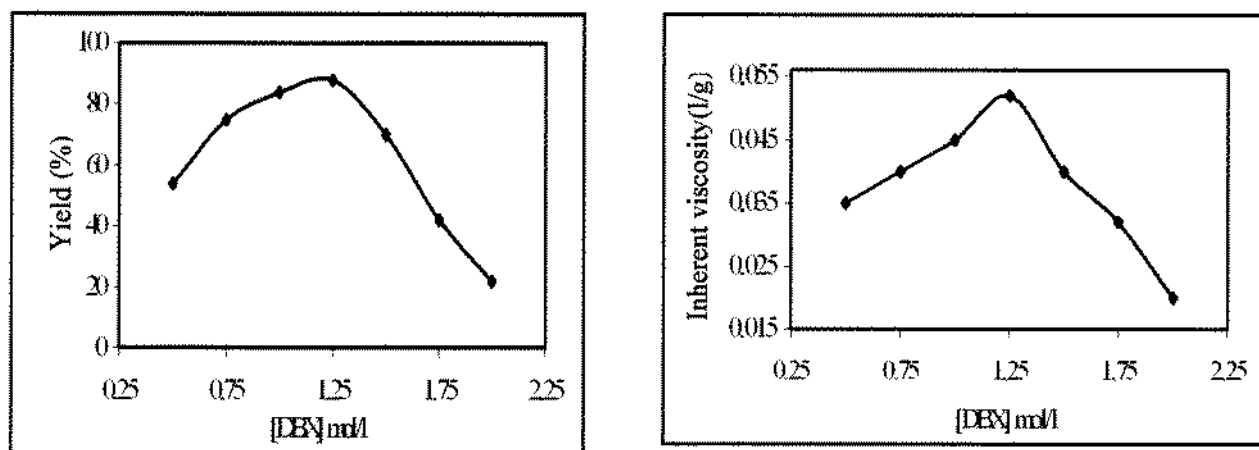 100
80
60
40
20
0
Yield (%)
0.25 0.75 1.25 1.75 2.25
[DBX] mol/l
0.055
0.045
0.035
0.025
0.015
Inherent viscosity(1/g)
0.25 0.75 1.25 1.75 2.25
[DBX] mol/l